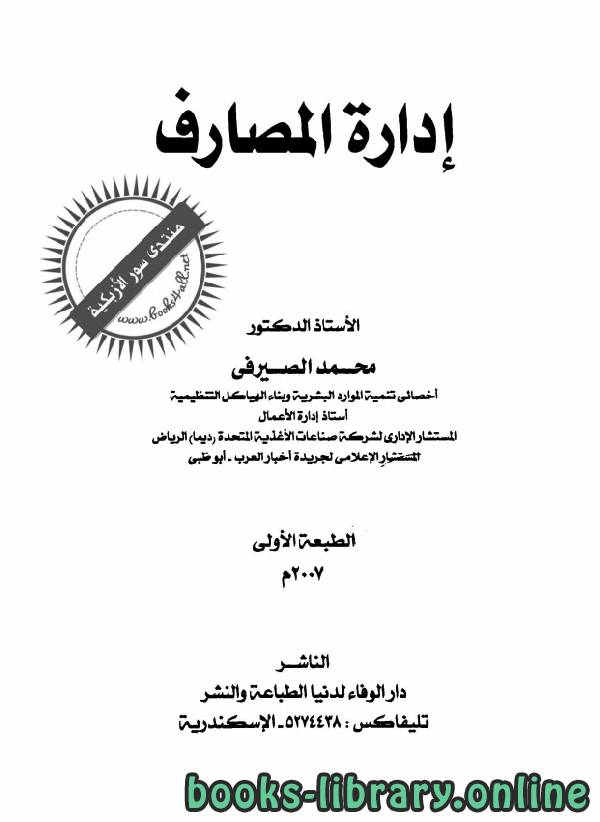 إدارة المصارف
منتدى سور الأزبكية
www.books4all.net
الأستاذ الدكتور
محمد الصيرفى
أخصائى تنمية الموارد البشرية وبناء الهياكل التنظيمية
أستاذ إدارة الأعمال
المستشار الإدارى لشركة صناعات الأغذية المتحدة (ديما) الرياض
المستشار الإعلامى لجريدة أخبار العرب - أبو ظبى
الطبعة الأولى
٢٠٠٧م
الناشر
دار الوفاء لدنيا الطباعة والنشر
تليفاكس : ٥٢٧٤٤٣٨ - الإسكندرية
books-library.online